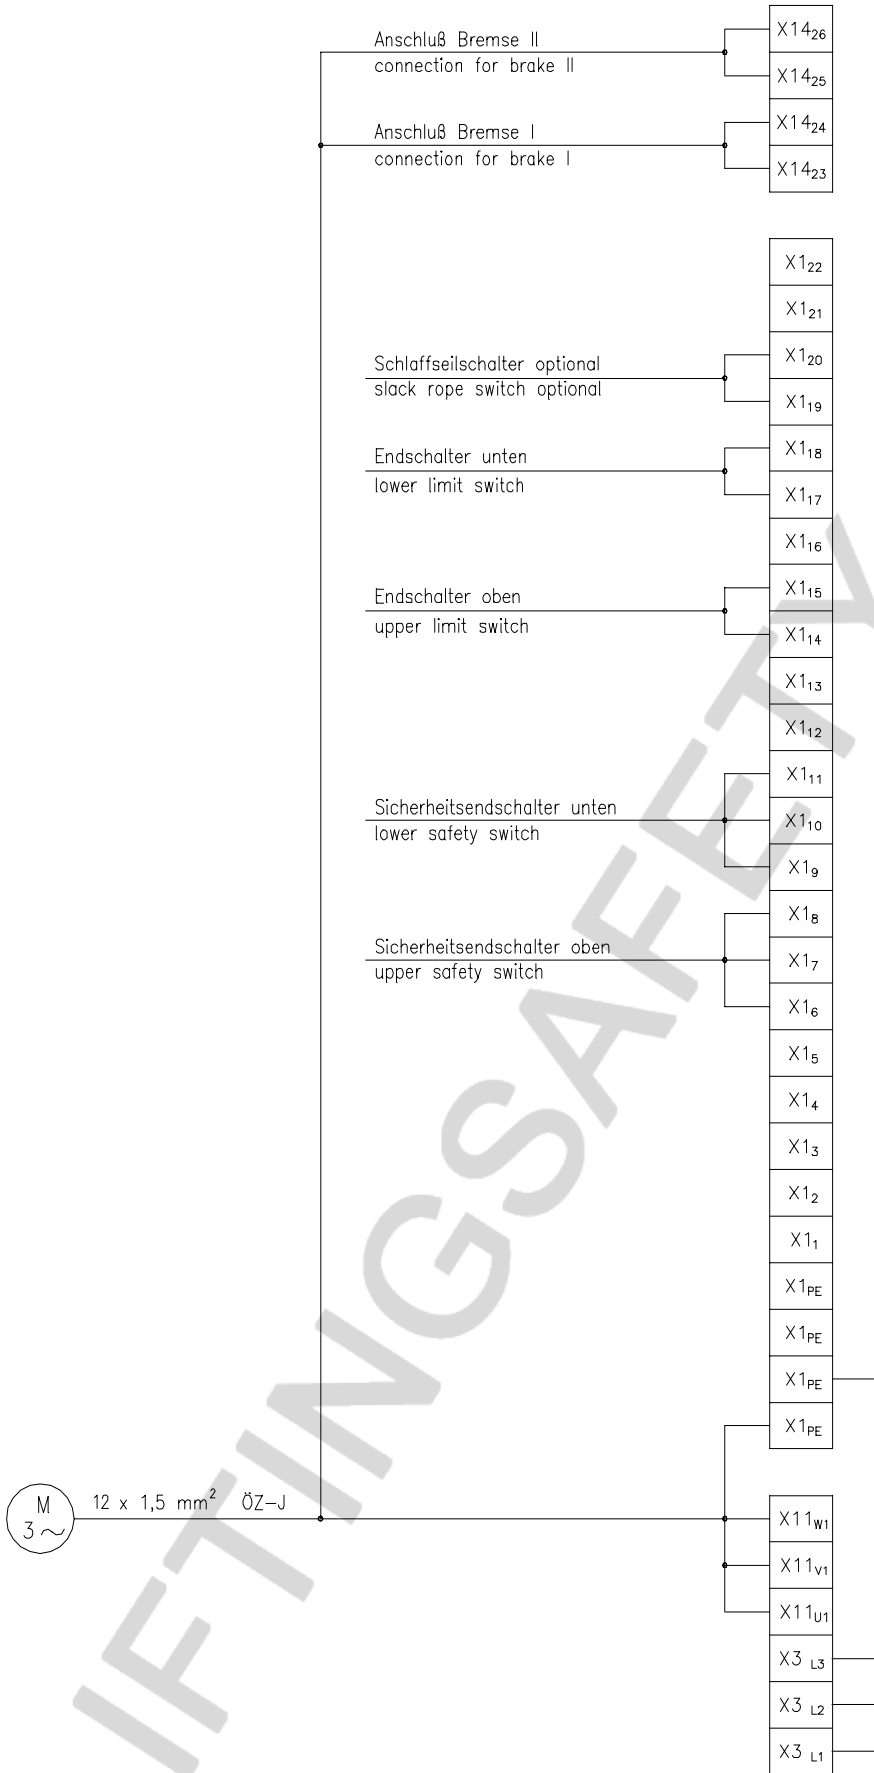 X14₂₆
Anschluß Bremse II
connection for brake II
X14₂₅
X14₂₄
Anschluß Bremse I
connection for brake I
X14₂₃
X1₂₂
X1₂₁
X1₂₀
Schlaffseilschalter optional
slack rope switch optional
X1₁₉
X1₁₈
Endschalter unten
lower limit switch
X1₁₇
X1₁₆
X1₁₅
Endschalter oben
upper limit switch
X1₁₄
X1₁₃
X1₁₂
X1₁₁
Sicherheitsendschalter unten
lower safety switch
X1₁₀
X1₉
X1₈
Sicherheitsendschalter oben
upper safety switch
X1₇
X1₆
X1₅
X1₄
X1₃
X1₂
X1₁
X1PE
X1PE
X1PE
X1PE
M
3~
12 x 1,5 mm² ÖZ-J
X11W1
X11V1
X11U1
X3 L3
X3 L2
X3 L1
IFTINGSAFETY